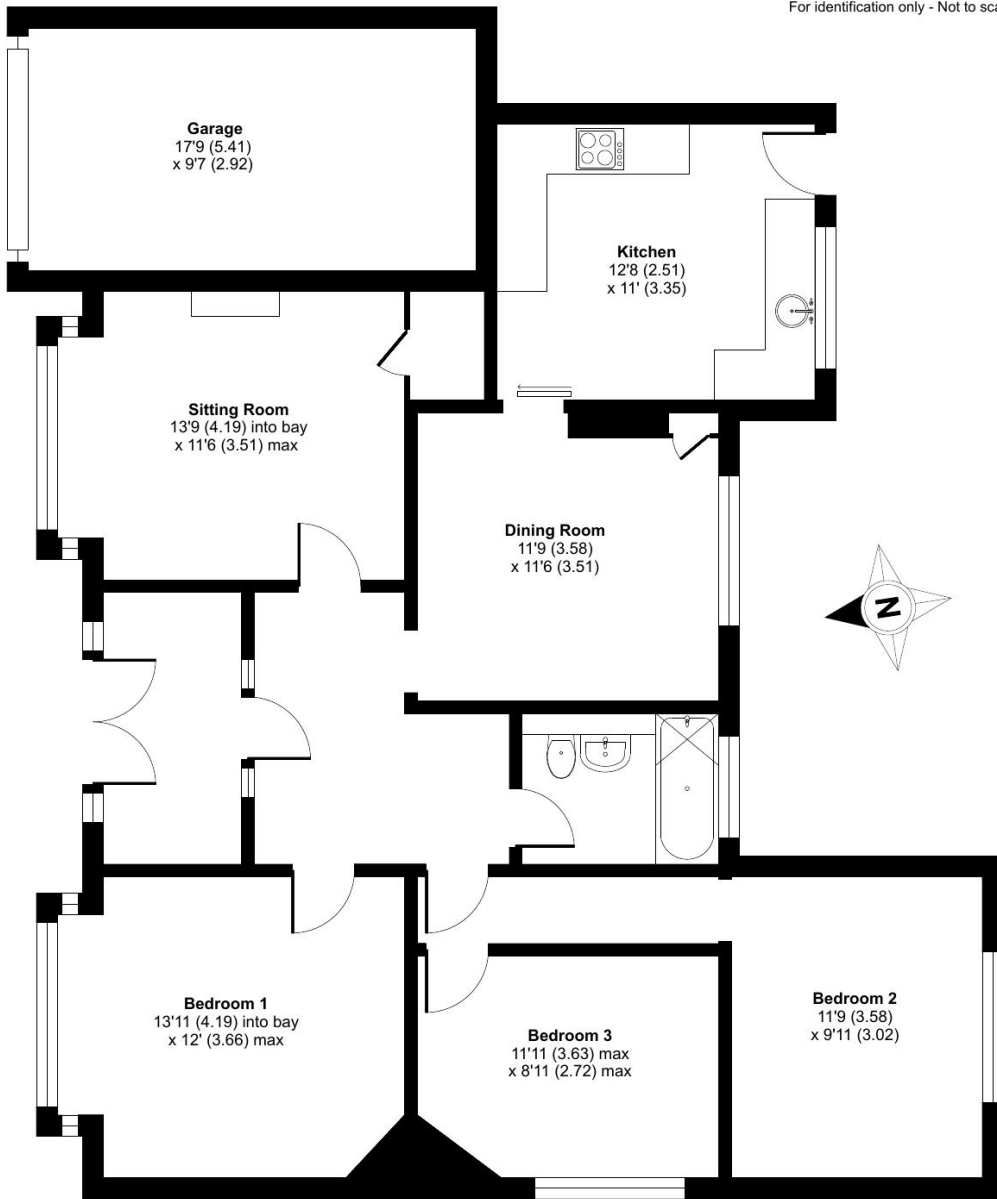 For identification only - Not to sca
Garage
17'9 (5.41)
x 9'7 (2.92)
Kitchen
12'8 (2.51)
x 11' (3.35)
Sitting Room
13'9 (4.19) into bay
x 11'6 (3.51) max
Dining Room
11'9 (3.58)
x 11'6 (3.51)
N
Bedroom 1
13'11 (4.19) into bay
x 12' (3.66) max
Bedroom 2
11'9 (3.58)
x 9'11 (3.02)
Bedroom 3
11'11 (3.63) max
x 8'11 (2.72) max